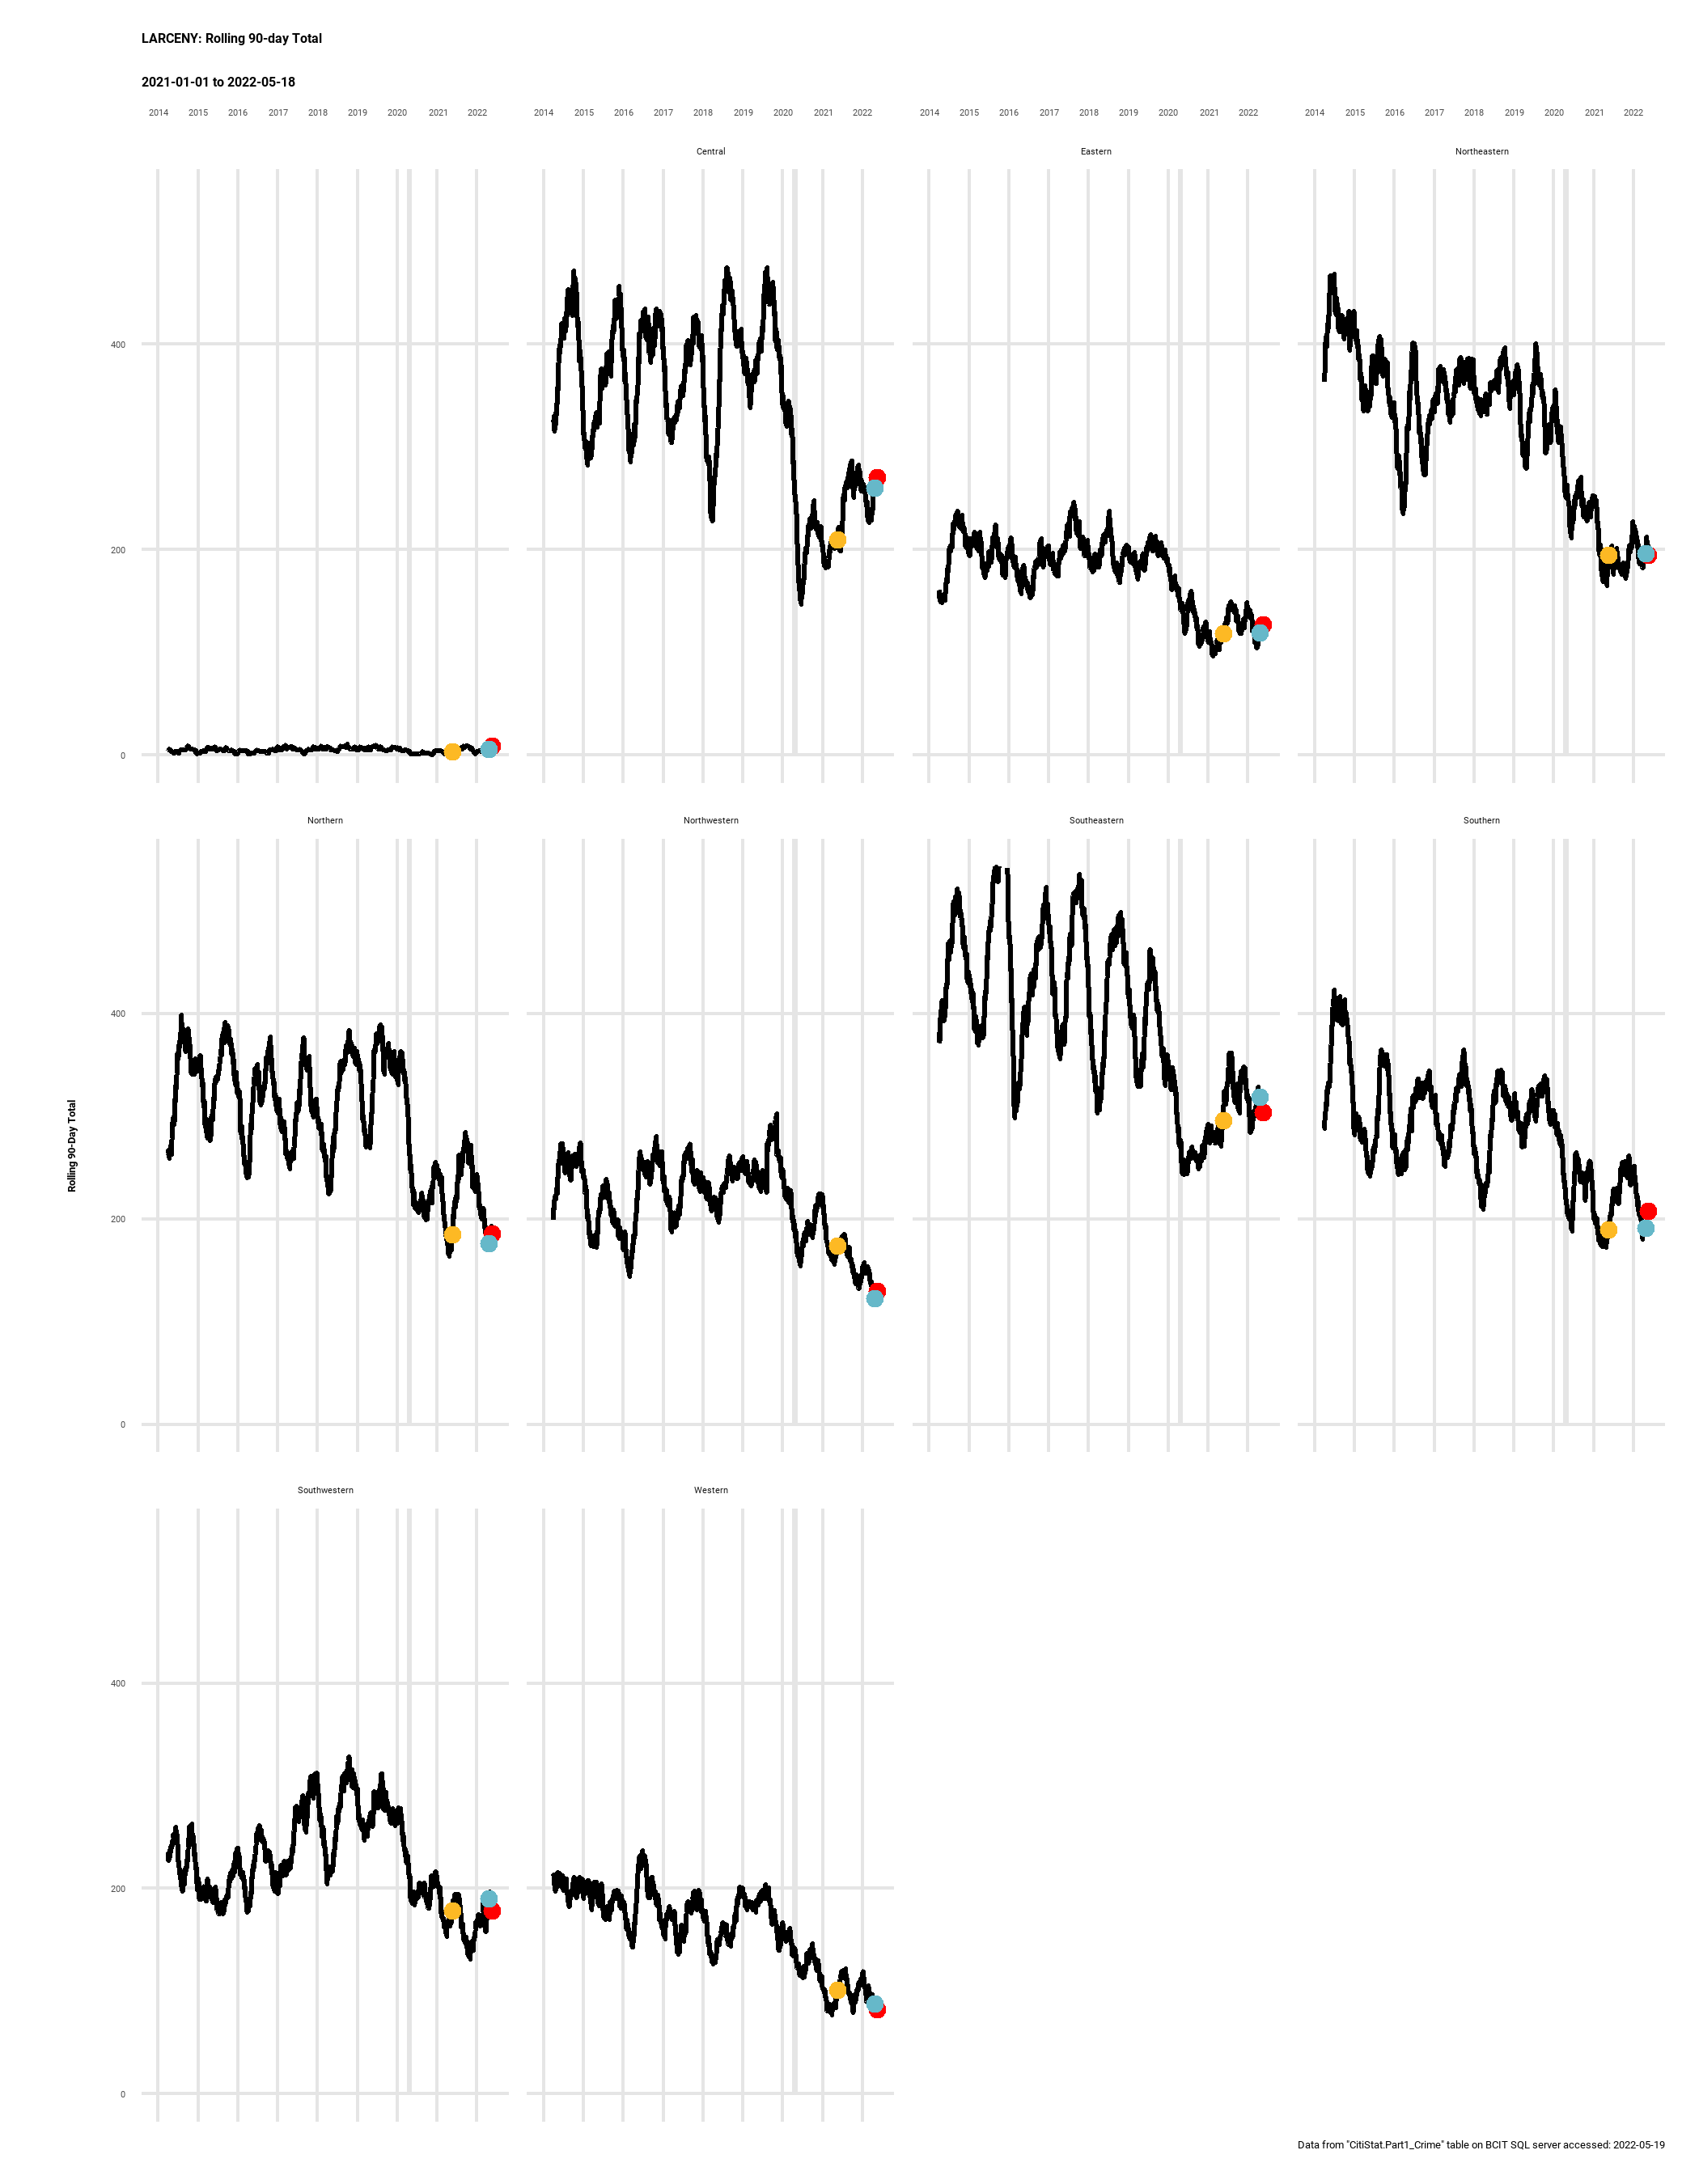 LARCENY: Rolling 90-day Total
2021-01-01 to 2022-05-18
2014 2015 2016 2017 2018 2019 2020 2021 2022 2014 2015 2016 2017 2018 2019 2020 2021 2022 2014 2015 2016 2017 2018 2019 2020 2021 2022 2014 2015 2016 2017 2018 2019 2020 2021 2022
Central Eastern Northeastern
400
200
0
Northern Northwestern Southeastern Southern
400
200
0
Rolling 90-Day Total
Southwestern Western
400
200
0
Data from "CitiStat.Part1_Crime" table on BCIT SQL server accessed: 2022-05-19